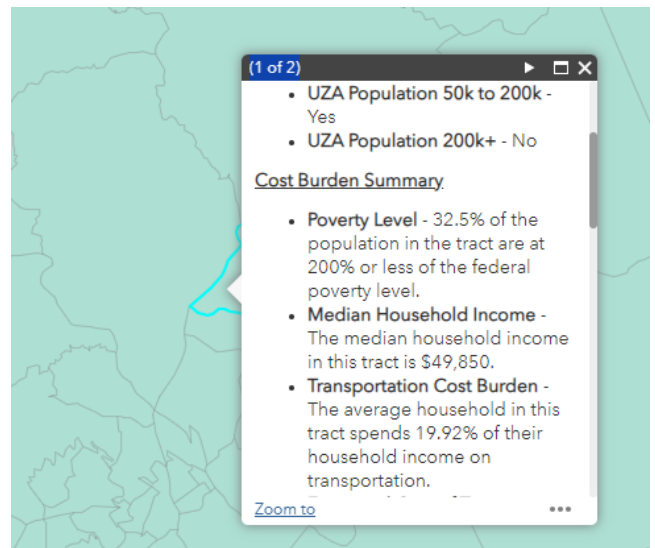 (1 of 2)
• UZA Population 50k to 200k -
Yes
• UZA Population 200k+ - No
Cost Burden Summary
• Poverty Level - 32.5% of the
population in the tract are at
200% or less of the federal
poverty level.
• Median Household Income -
The median household income
in this tract is $49,850.
• Transportation Cost Burden -
The average household in this
tract spends 19.92% of their
household income on
transportation.
Zoom to